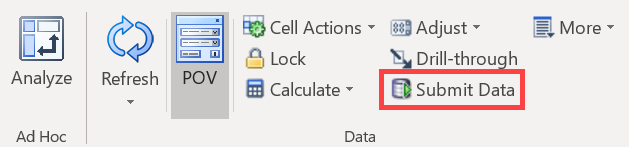 Analyze
Ad Hoc
Refresh
POV
Cell Actions
Lock
Calculate
Adjust
Drill-through
Submit Data
More
Data